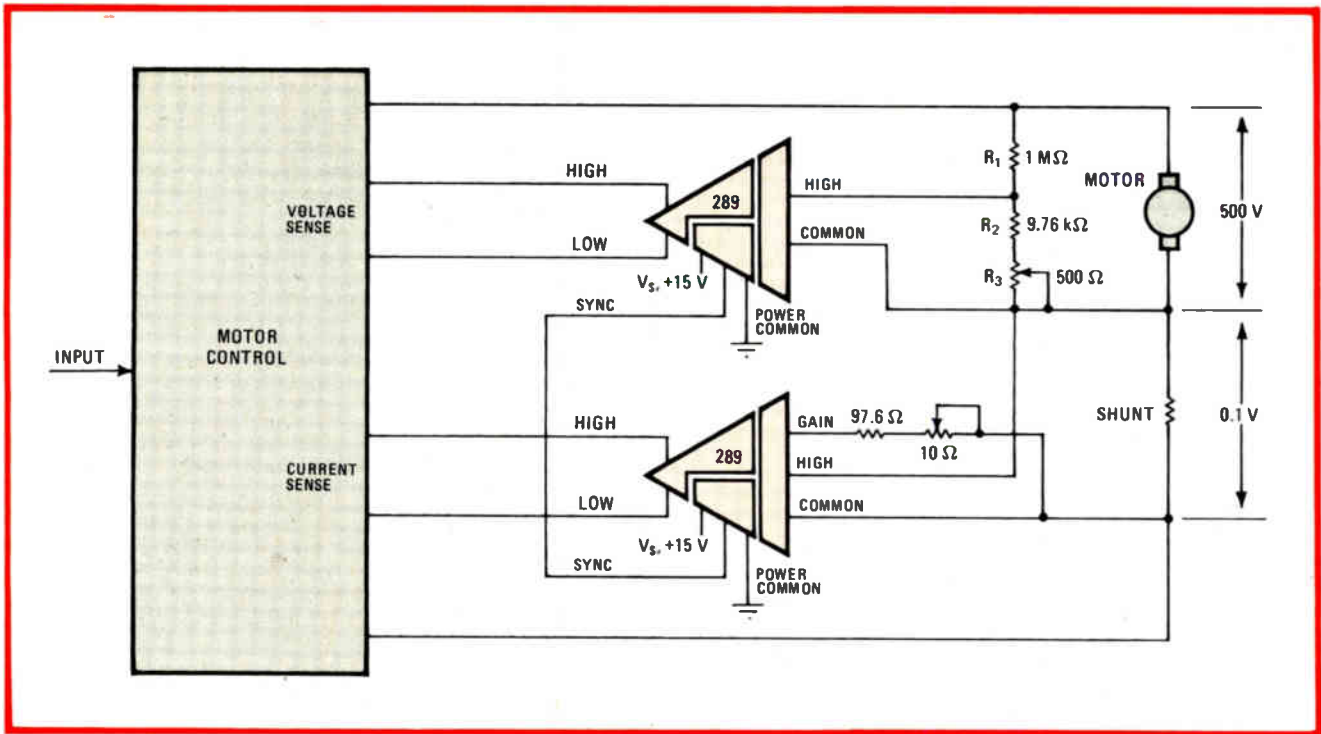 INPUT
MOTOR
CONTROL
VOLTAGE
SENSE
CURRENT
SENSE
HIGH
LOW
289
Vs, +15 V
SYNC
POWER
COMMON
HIGH
COMMON
R1 1 MΩ
R2 9.76 kΩ
R3 500 Ω
MOTOR
500 V
HIGH
LOW
289
Vs, +15 V
SYNC
POWER
COMMON
GAIN
97.6 Ω
10 Ω
HIGH
COMMON
SHUNT
0.1 V